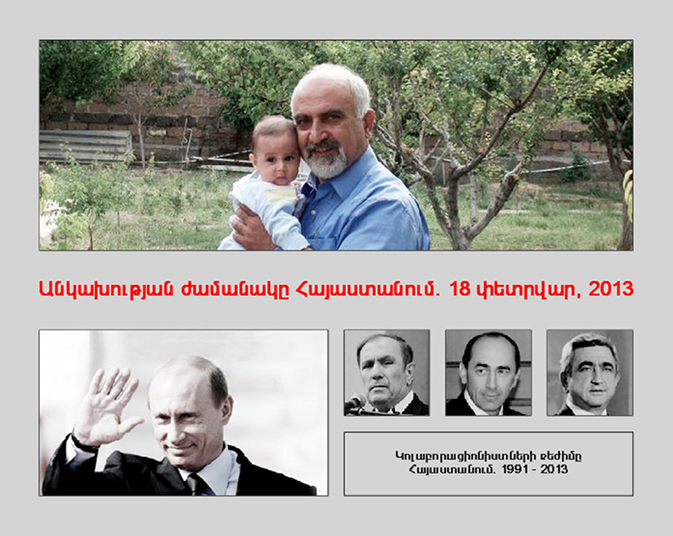 Անկախության ժամանակը Հայաստանում. 18 փետրվար, 2013
Կոլաբորացիոնիստների ռեժիմը
Հայաստանում. 1991 - 2013